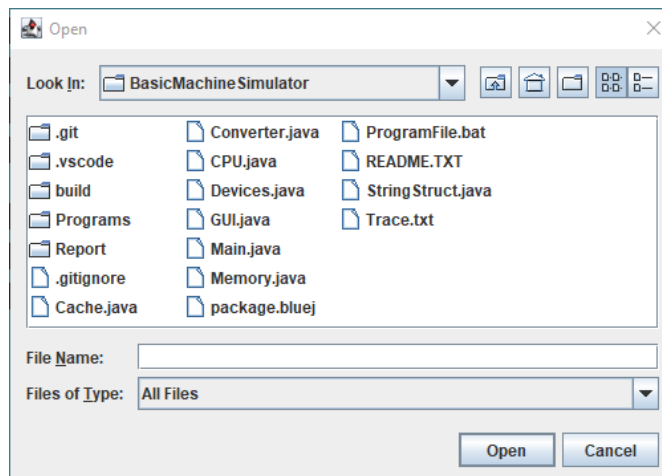 Open
Look In: BasicMachineSimulator
.git
.vscode
build
Programs
Report
.gitignore
Cache.java
Converter.java
CPU.java
Devices.java
GUI.java
Main.java
Memory.java
package.bluej
ProgramFile.bat
README.TXT
StringStruct.java
Trace.txt
File Name:
Files of Type: All Files
Open Cancel